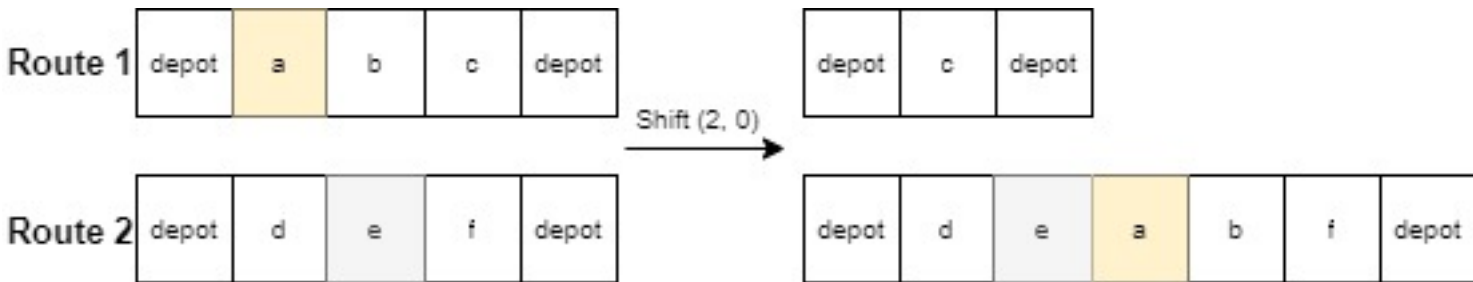 Route 1 depot a b c depot
depot c depot
Shift (2, 0)
Route 2 depot d e f depot
depot d e a b f depot